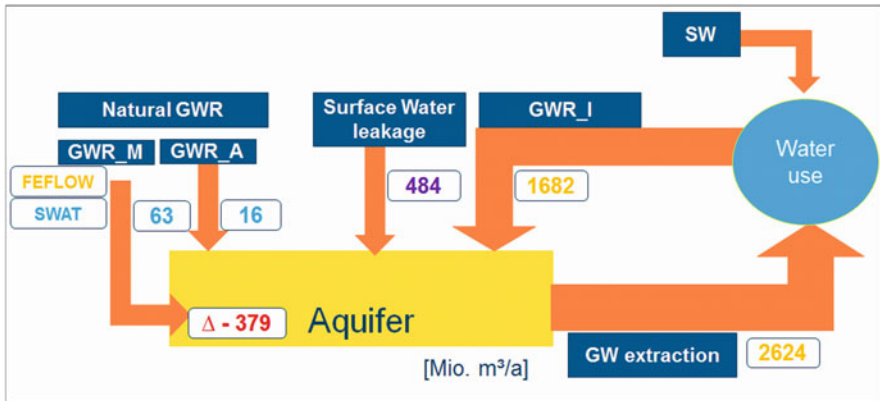 SW
Natural GWR
Surface Water
leakage
GWR_I
GWR_M
GWR_A
Water
use
FEFLOW
SWAT
63
16
484
1682
Δ - 379
Aquifer
[Mio. m³/a]
GW extraction
2624